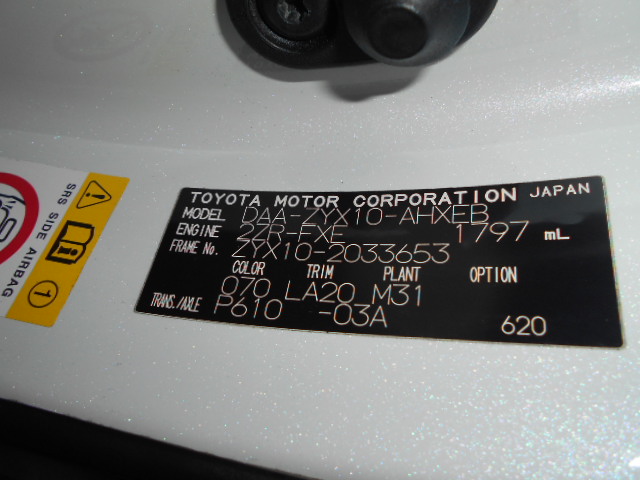 TOYOTA MOTOR CORPORATION JAPAN
MODEL DAA-ZYX10-AHXEB
ENGINE 2ZR-FXE 1797 mL
FRAME No. ZYX10-2033653
COLOR TRIM PLANT OPTION
070 LA20 M31
TRANS./AXLE P610 -03A
620
SRS SIDE AIRBAG
1